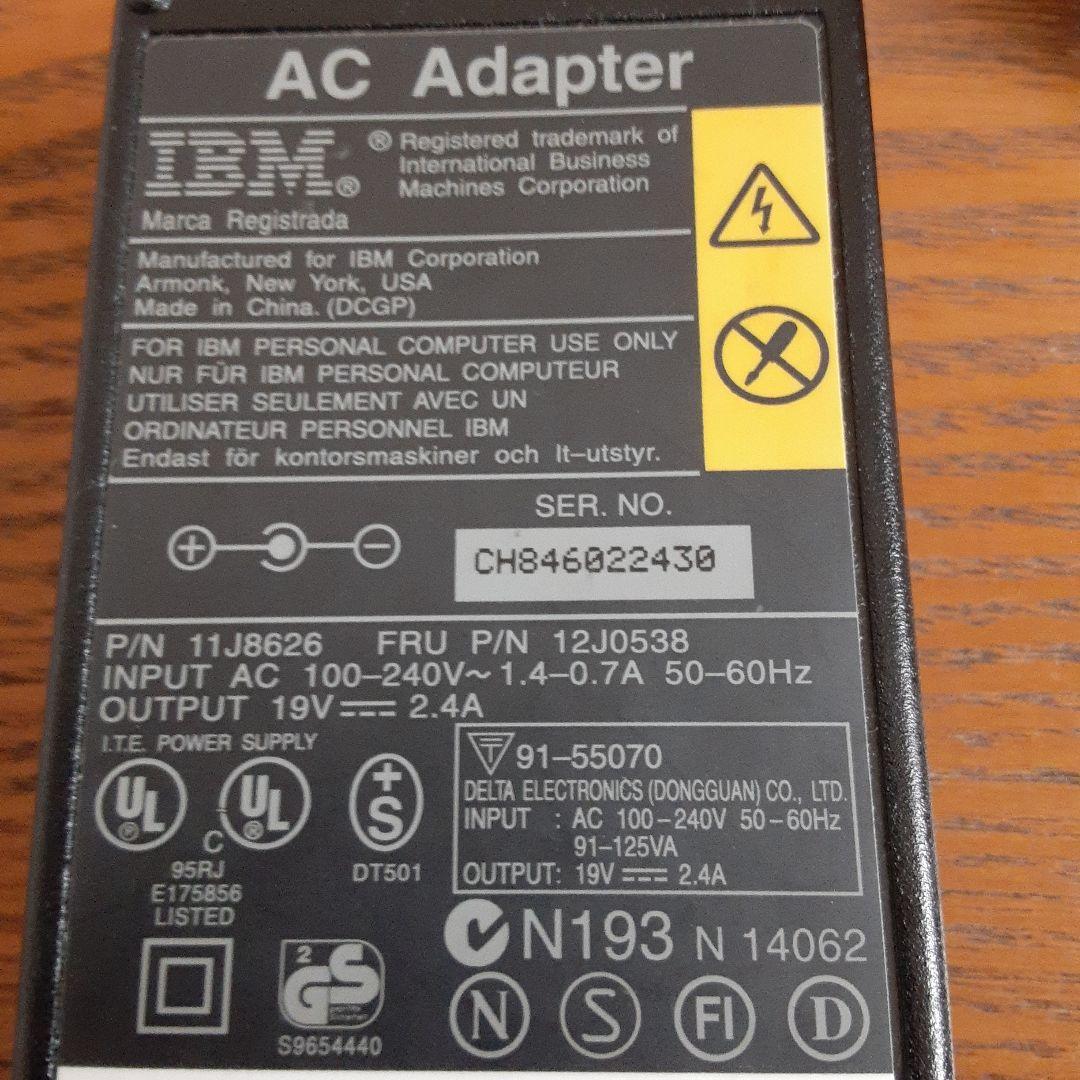 AC Adapter
IBM®
® Registered trademark of
International Business
Machines Corporation
Marca Registrada
Manufactured for IBM Corporation
Armonk, New York, USA
Made in China. (DCGP)
FOR IBM PERSONAL COMPUTER USE ONLY
NUR FÜR IBM PERSONAL COMPUTEUR
UTILISER SEULEMENT AVEC UN
ORDINATEUR PERSONNEL IBM
Endast för kontorsmaskiner och It-utstyr.
SER. NO.
CH846022430
P/N 11J8626 FRU P/N 12J0538
INPUT AC 100-240V~ 1.4-0.7A 50-60Hz
OUTPUT 19V⎓ 2.4A
I.T.E. POWER SUPPLY
UL® C UL®
95RJ
E175856
LISTED
+S
DT501
T 91-55070
DELTA ELECTRONICS (DONGGUAN) CO., LTD.
INPUT : AC 100-240V 50-60Hz
91-125VA
OUTPUT: 19V⎓ 2.4A
N193 N 14062
2
GS
geprüfte
Sicherheit
S9654440
N S FI D